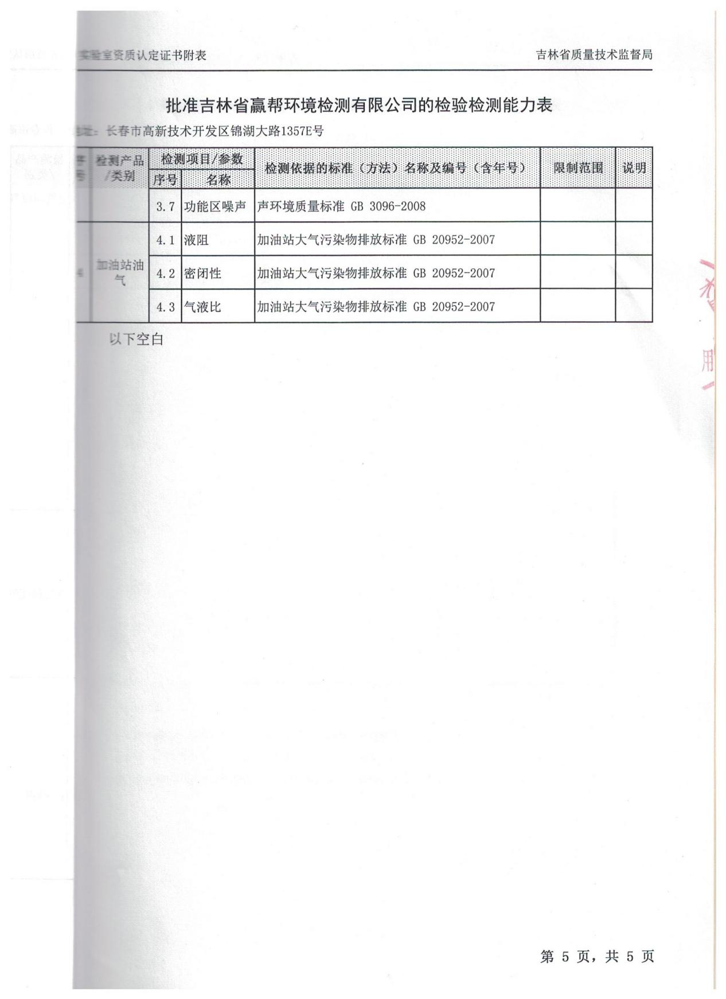 实验室资质认定证书附表 吉林省质量技术监督局
批准吉林省赢帮环境检测有限公司的检验检测能力表
地址：长春市高新技术开发区锦湖大路1357E号
序号 检测产品/类别 检测项目/参数 检测依据的标准（方法）名称及编号（含年号） 限制范围 说明
序号 名称
3.7 功能区噪声 声环境质量标准 GB 3096-2008
4 加油站油气 4.1 液阻 加油站大气污染物排放标准 GB 20952-2007
4.2 密闭性 加油站大气污染物排放标准 GB 20952-2007
4.3 气液比 加油站大气污染物排放标准 GB 20952-2007
以下空白
用
第 5 页，共 5 页